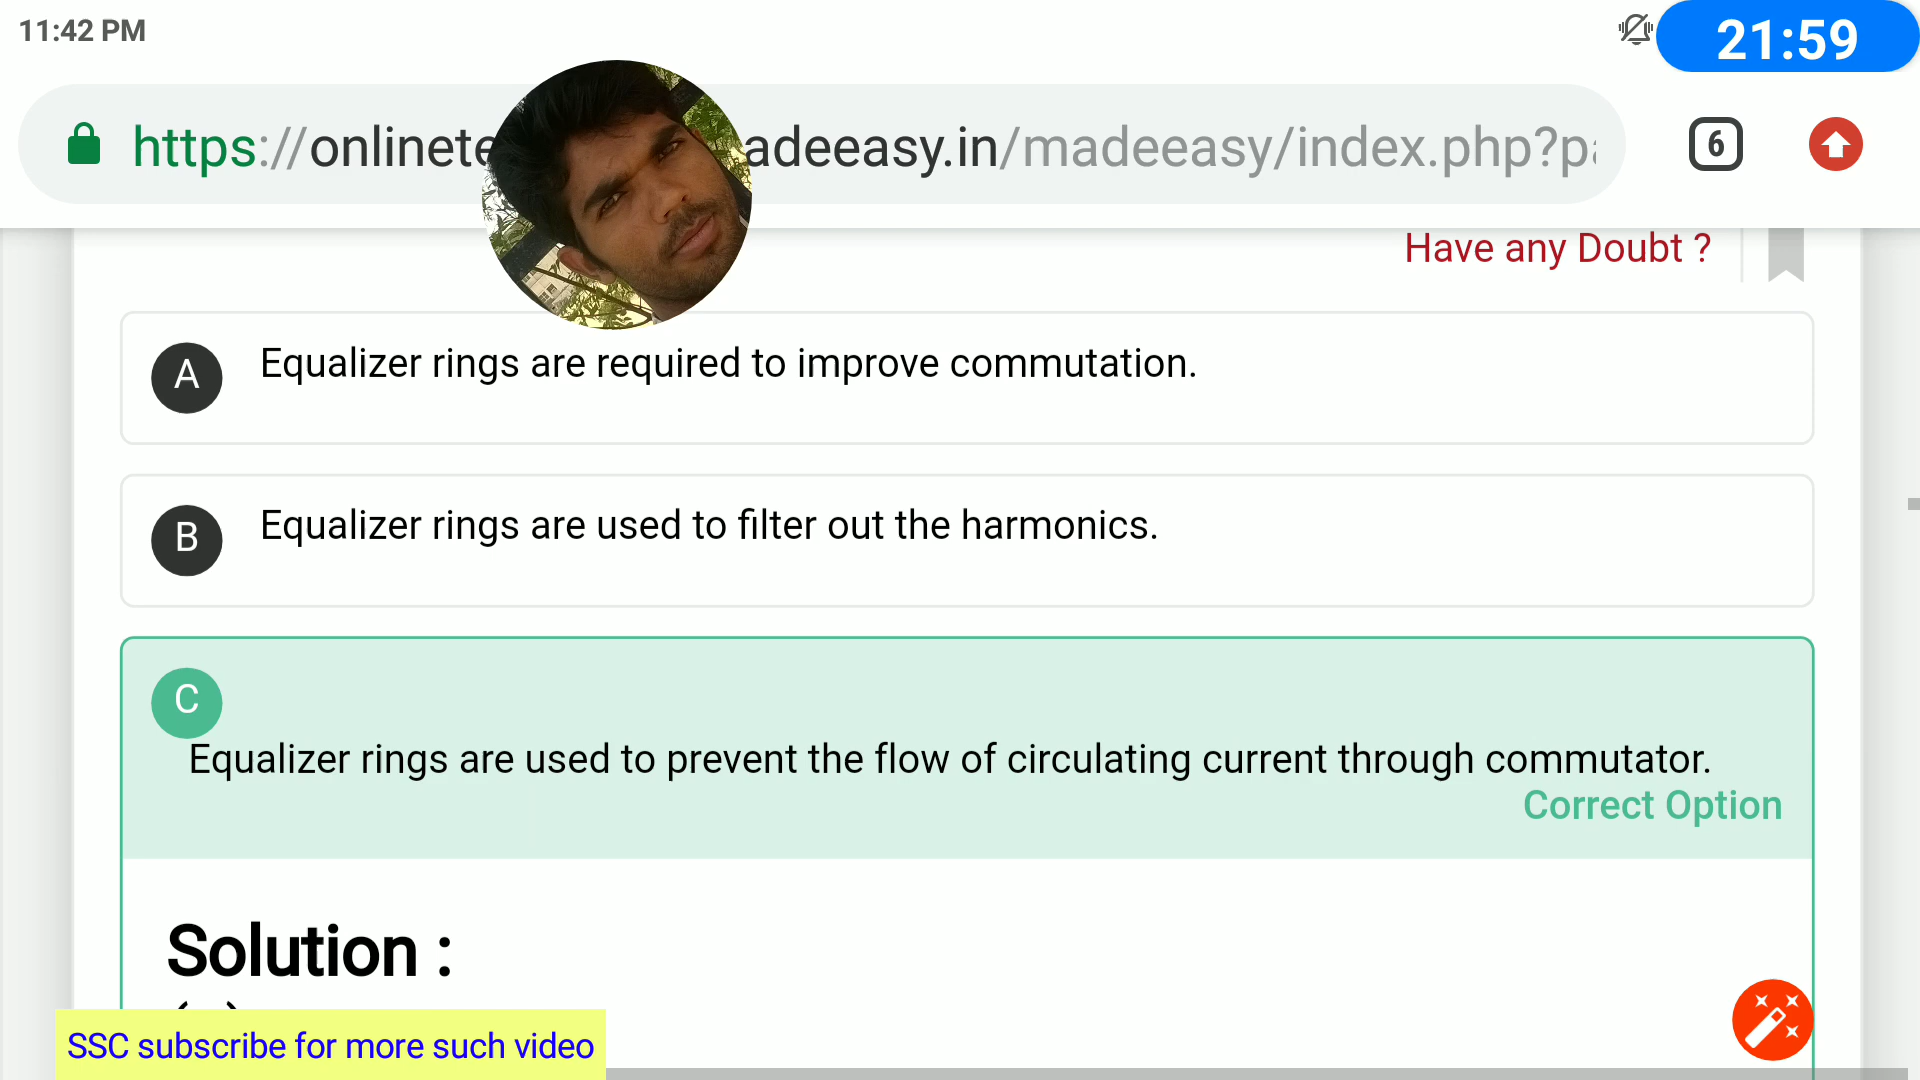 11:42 PM
21:59
https://onlinete adeeasy.in/madeeasy/index.php?pa
6
Have any Doubt ?
A Equalizer rings are required to improve commutation.
B Equalizer rings are used to filter out the harmonics.
C
Equalizer rings are used to prevent the flow of circulating current through commutator.
Correct Option
Solution :
SSC subscribe for more such video